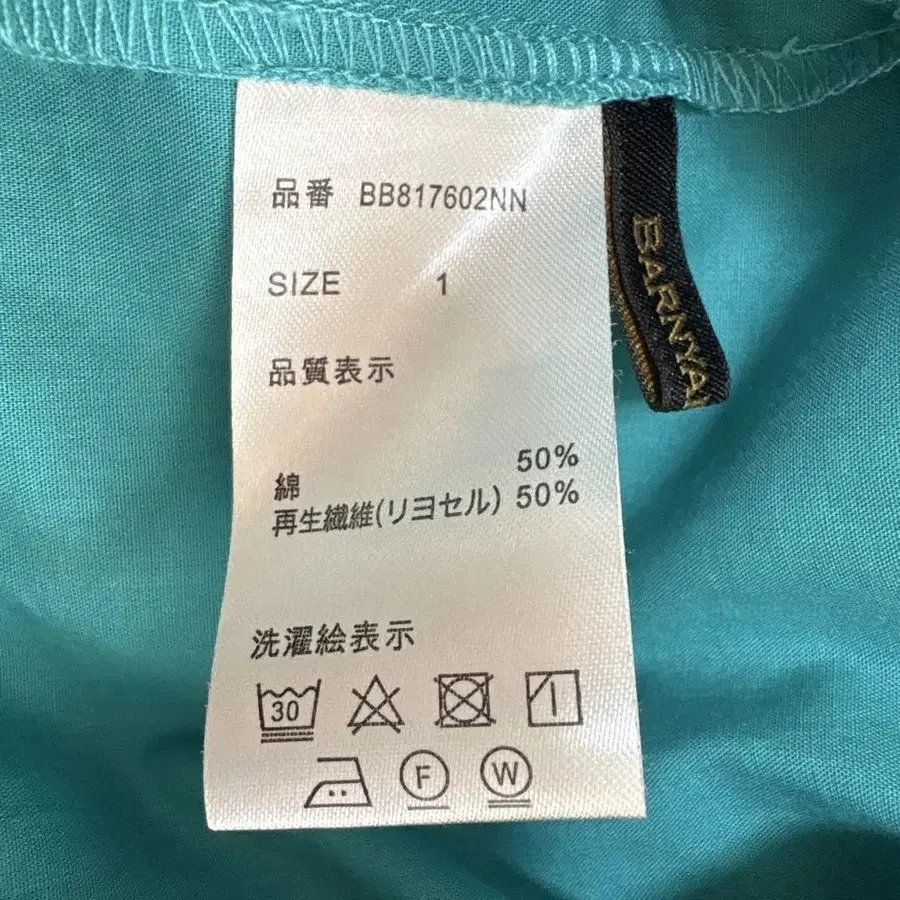 品番 BB817602NN
SIZE 1
品質表示
綿 50%
再生繊維(リヨセル) 50%
洗濯絵表示
30
F W